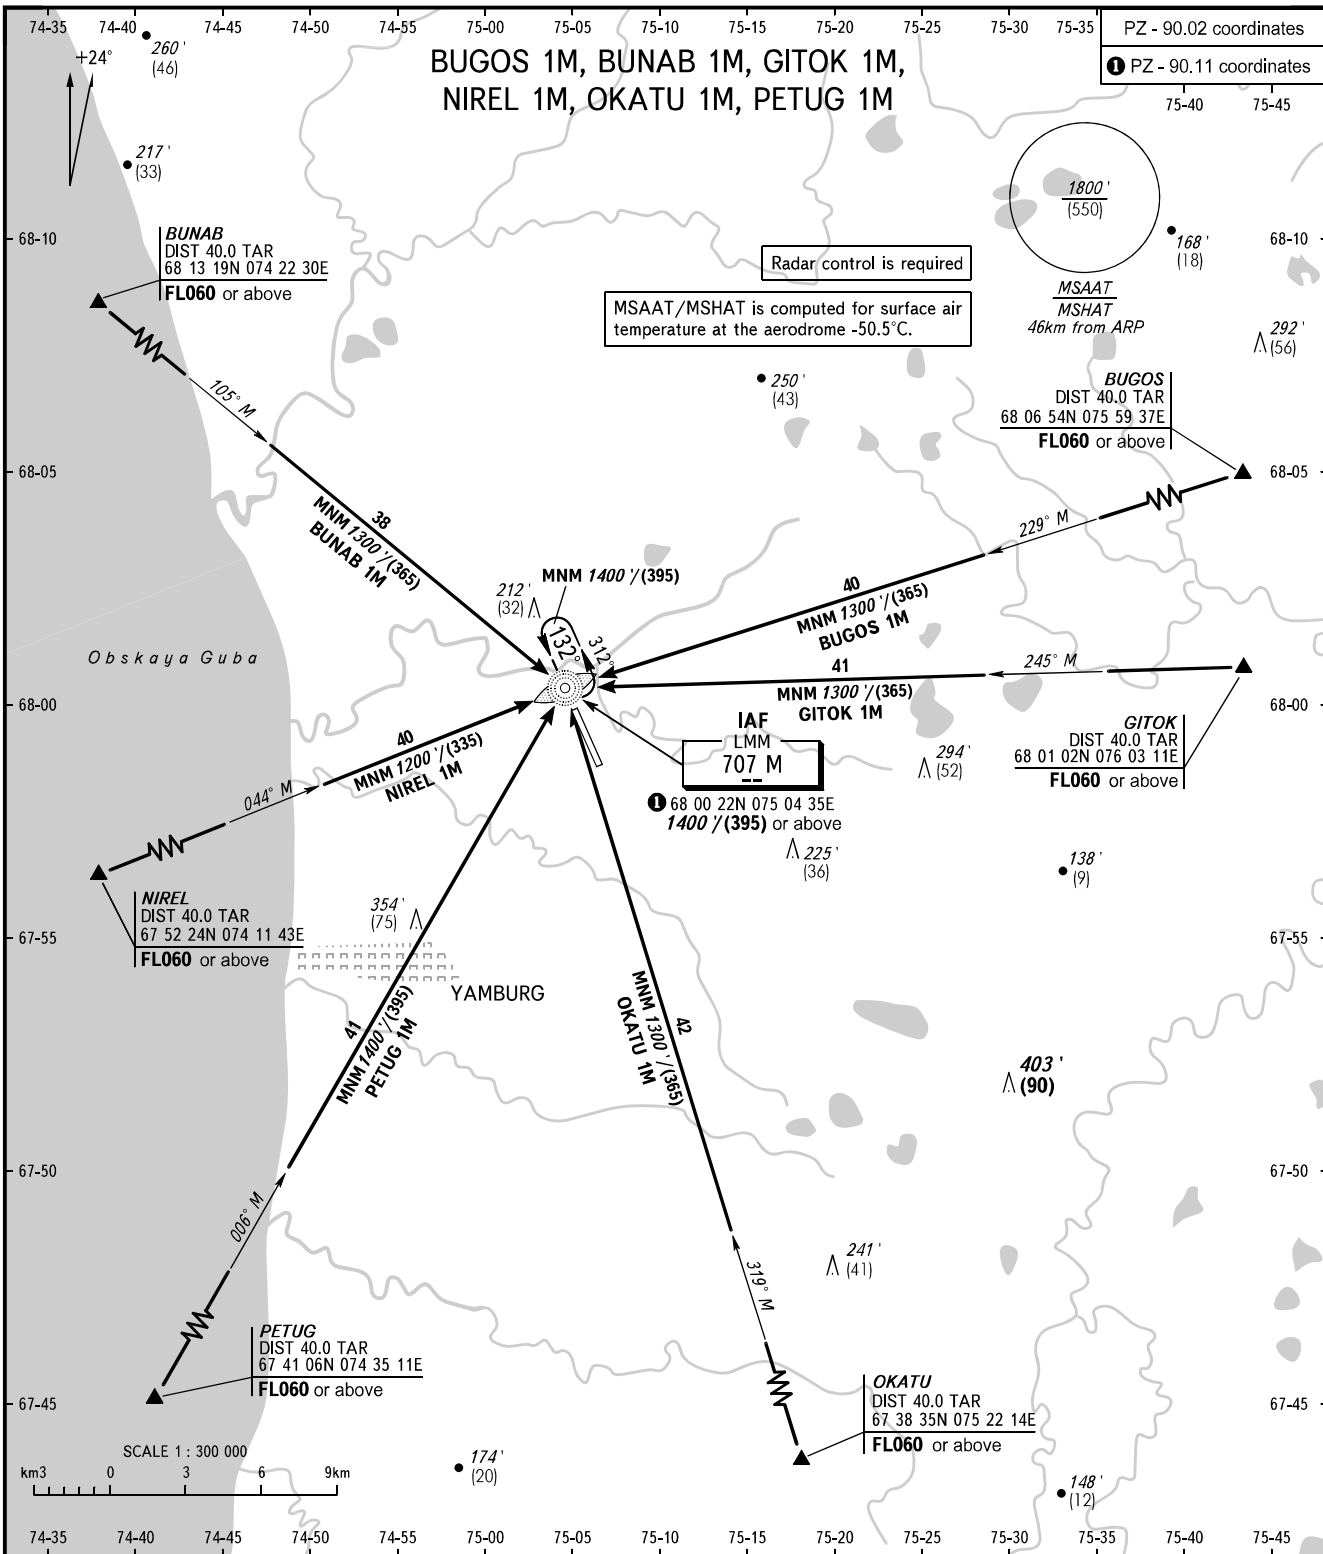 74-35 74-40 74-45 74-50 74-55 75-00 75-05 75-10 75-15 75-20 75-25 75-30 75-35
PZ - 90.02 coordinates
❶ PZ - 90.11 coordinates
75-40 75-45
+24°
260'
(46)
BUGOS 1M, BUNAB 1M, GITOK 1M,
NIREL 1M, OKATU 1M, PETUG 1M
217'
(33)
1800'
(550)
MSAAT
MSHAT
46km from ARP
168'
(18)
68-10
68-10
BUNAB
DIST 40.0 TAR
68 13 19N 074 22 30E
FL060 or above
Radar control is required
MSAAT/MSHAT is computed for surface air
temperature at the aerodrome -50.5°C.
292'
(56)
250'
(43)
BUGOS
DIST 40.0 TAR
68 06 54N 075 59 37E
FL060 or above
105° M
68-05
68-05
38
MNM 1300'/(365)
BUNAB 1M
229° M
40
MNM 1300'/(365)
BUGOS 1M
212'
(32)
MNM 1400'/(395)
132°
312°
Obskaya Guba
41
MNM 1300'/(365)
GITOK 1M
245° M
68-00
68-00
GITOK
DIST 40.0 TAR
68 01 02N 076 03 11E
FL060 or above
IAF
LMM
707 M
❶ 68 00 22N 075 04 35E
1400'/(395) or above
294'
(52)
40
MNM 1200'/(335)
NIREL 1M
044° M
225'
(36)
138'
(9)
NIREL
DIST 40.0 TAR
67 52 24N 074 11 43E
FL060 or above
354'
(75)
67-55
67-55
YAMBURG
41
MNM 1400'/(395)
PETUG 1M
42
MNM 1300'/(365)
OKATU 1M
403'
(90)
67-50
67-50
006° M
319° M
241'
(41)
PETUG
DIST 40.0 TAR
67 41 06N 074 35 11E
FL060 or above
OKATU
DIST 40.0 TAR
67 38 35N 075 22 14E
FL060 or above
67-45
67-45
SCALE 1 : 300 000
km3 0 3 6 9km
174'
(20)
148'
(12)
74-35 74-40 74-45 74-50 74-55 75-00 75-05 75-10 75-15 75-20 75-25 75-30 75-35 75-40 75-45